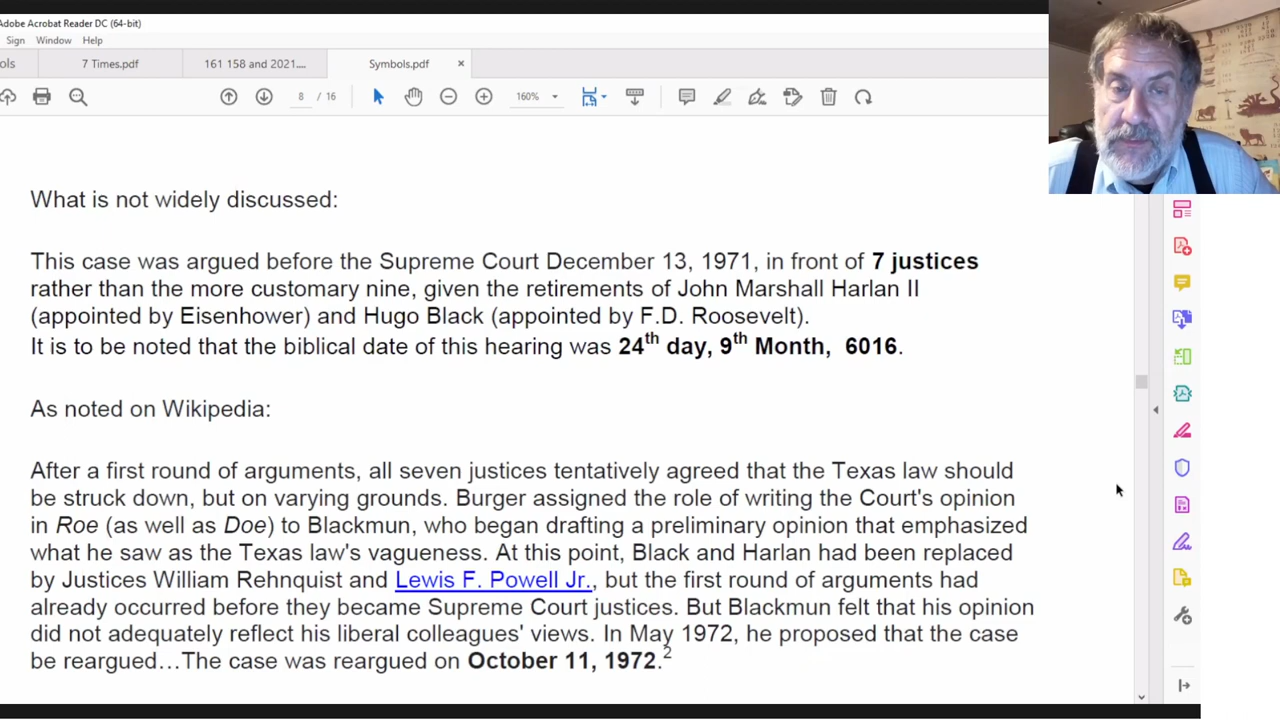 Adobe Acrobat Reader DC (64-bit)
Sign Window Help
ols 7 Times.pdf 161 158 and 2021.... Symbols.pdf ×
8 / 16 160%
What is not widely discussed:
This case was argued before the Supreme Court December 13, 1971, in front of 7 justices
rather than the more customary nine, given the retirements of John Marshall Harlan II
(appointed by Eisenhower) and Hugo Black (appointed by F.D. Roosevelt).
It is to be noted that the biblical date of this hearing was 24th day, 9th Month, 6016.
As noted on Wikipedia:
After a first round of arguments, all seven justices tentatively agreed that the Texas law should
be struck down, but on varying grounds. Burger assigned the role of writing the Court's opinion
in Roe (as well as Doe) to Blackmun, who began drafting a preliminary opinion that emphasized
what he saw as the Texas law's vagueness. At this point, Black and Harlan had been replaced
by Justices William Rehnquist and Lewis F. Powell Jr., but the first round of arguments had
already occurred before they became Supreme Court justices. But Blackmun felt that his opinion
did not adequately reflect his liberal colleagues' views. In May 1972, he proposed that the case
be reargued…The case was reargued on October 11, 1972.2